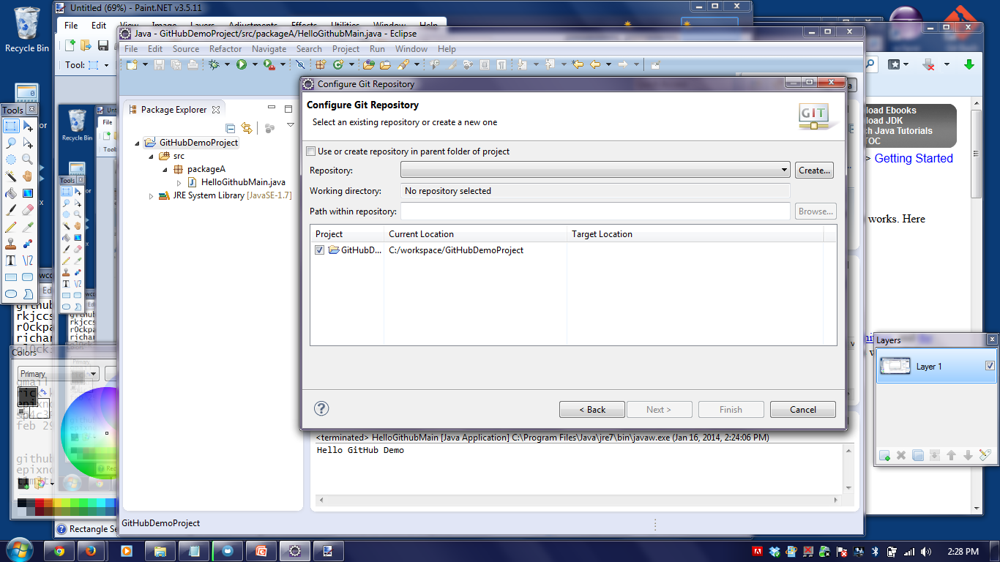 Untitled (69%) - Paint.NET v3.5.11
File Edit View Image Layers Adjustments Effects Utilities Window Help
Recycle Bin
Tool:
Java - GitHubDemoProject/src/packageA/HelloGithubMain.java - Eclipse
File Edit Source Refactor Navigate Search Project Run Window Help
Tools
Recycle Bin
File
Tools
Package Explorer
GitHubDemoProject
src
packageA
HelloGithubMain.java
JRE System Library [JavaSE-1.7]
Configure Git Repository
Configure Git Repository
Select an existing repository or create a new one
GIT
Use or create repository in parent folder of project
Repository: Create...
Working directory: No repository selected
Path within repository: Browse...
Project Current Location Target Location
GitHubD... C:/workspace/GitHubDemoProject
< Back Next > Finish Cancel
load Ebooks
load JDK
ch Java Tutorials
TOC
> Getting Started
works. Here
Colors
Primary
feb 29
Layers
Layer 1
<terminated> HelloGithubMain [Java Application] C:\Program Files\Java\jre7\bin\javaw.exe (Jan 16, 2014, 2:24:06 PM)
Hello GitHub Demo
GitHubDemoProject
Rectangle Se
2:28 PM